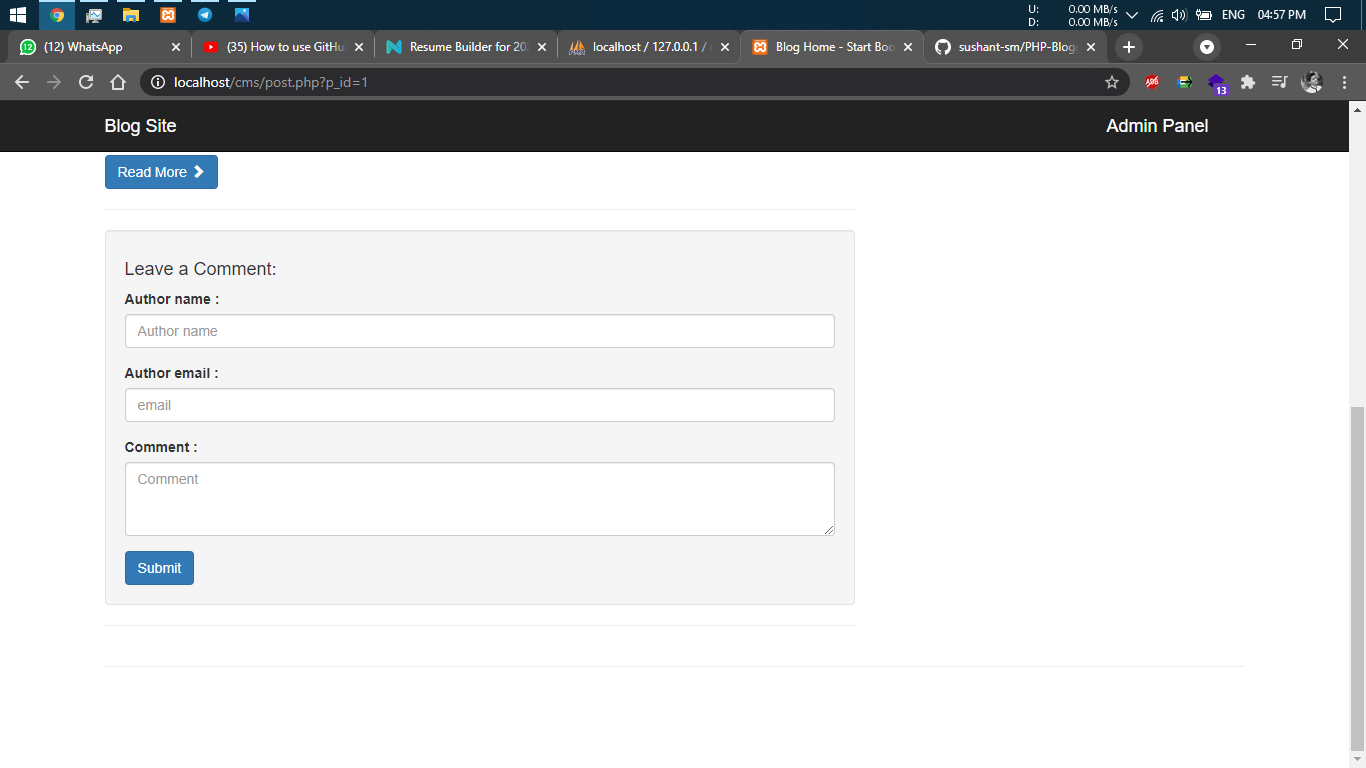 U: 0.00 MB/s
D: 0.00 MB/s
ENG 04:57 PM
12 (12) WhatsApp
(35) How to use GitHu
Resume Builder for 202
localhost / 127.0.0.1 /
Blog Home - Start Boo
sushant-sm/PHP-Blog
localhost/cms/post.php?p_id=1
ABP
13
Blog Site
Admin Panel
Read More
Leave a Comment:
Author name :
Author name
Author email :
email
Comment :
Comment
Submit